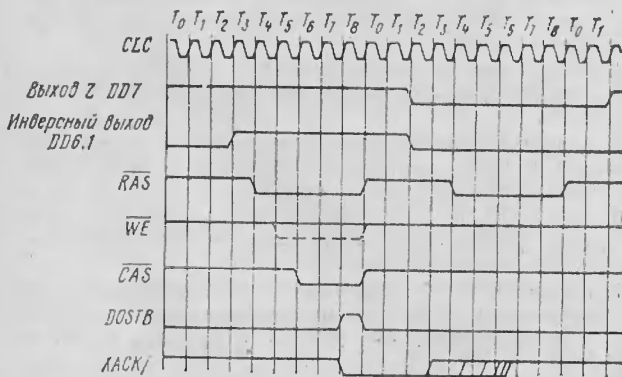 T0 T1 T2 T3 T4 T5 T6 T7 T8 T0 T1 T2 T3 T4 T5 T5 T7 T8 T0 T1
CLC
Выход 2 DD7
Инверсный выход
DD6.1
RAS
WE
CAS
DOSTB
XACK/